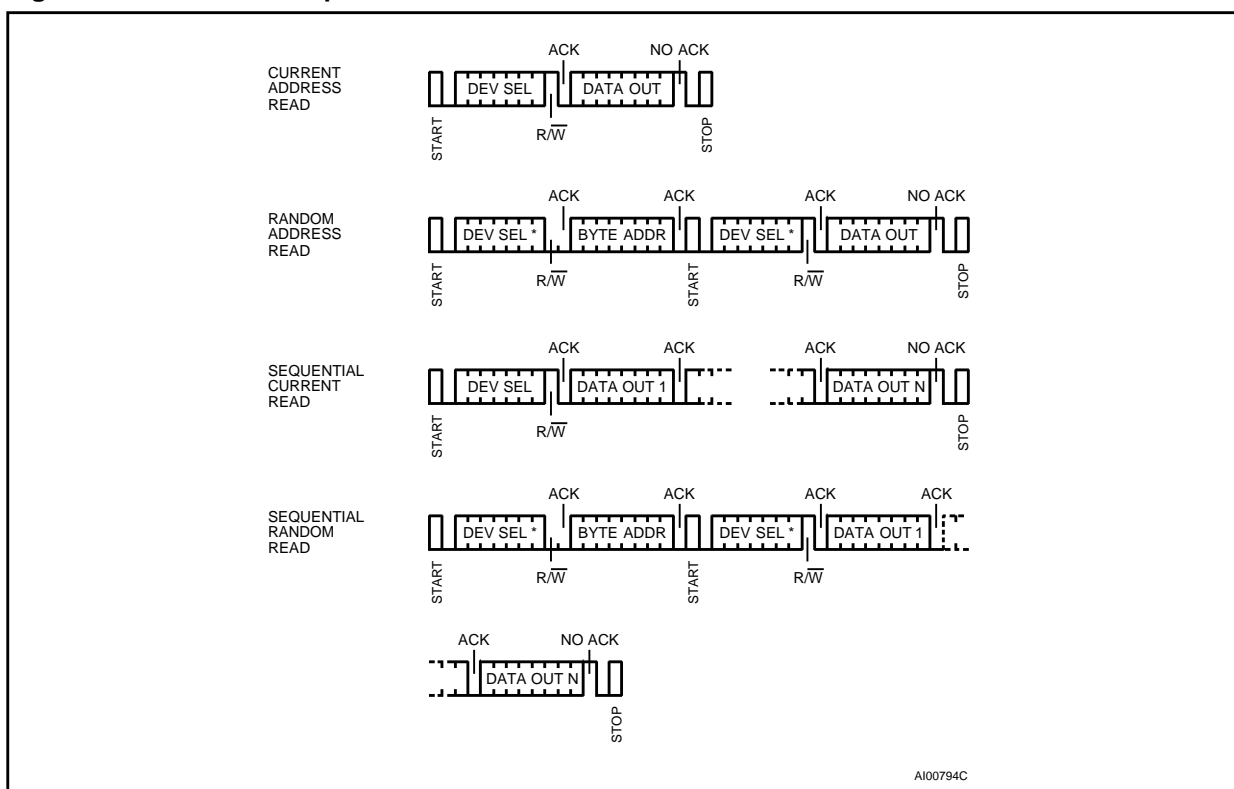 ACK NO ACK
CURRENT
ADDRESS
READ
DEV SEL DATA OUT
START R/W STOP
ACK ACK ACK NO ACK
RANDOM
ADDRESS
READ
DEV SEL * BYTE ADDR DEV SEL * DATA OUT
START R/W START R/W STOP
ACK ACK ACK NO ACK
SEQUENTIAL
CURRENT
READ
DEV SEL DATA OUT 1 DATA OUT N
START R/W STOP
ACK ACK ACK ACK
SEQUENTIAL
RANDOM
READ
DEV SEL * BYTE ADDR DEV SEL * DATA OUT 1
START R/W START R/W
ACK NO ACK
DATA OUT N
STOP
AI00794C